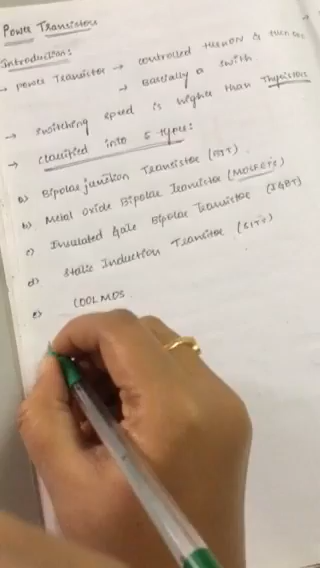 Power Transistors
Introduction:
→ power Transistor → controlled turn ON & turn OFF
→ Basically a switch
→ switching speed is higher than Thyristors
→ classified into 5 types:
a) Bipolar junction Transistor (BJT).
b) Metal Oxide Bipolar Transistor (MOSFETs)
c) Insulated Gate Bipolar Transistor (IGBT)
d) Static Induction Transitor (SITs)
e) COOLMOS.